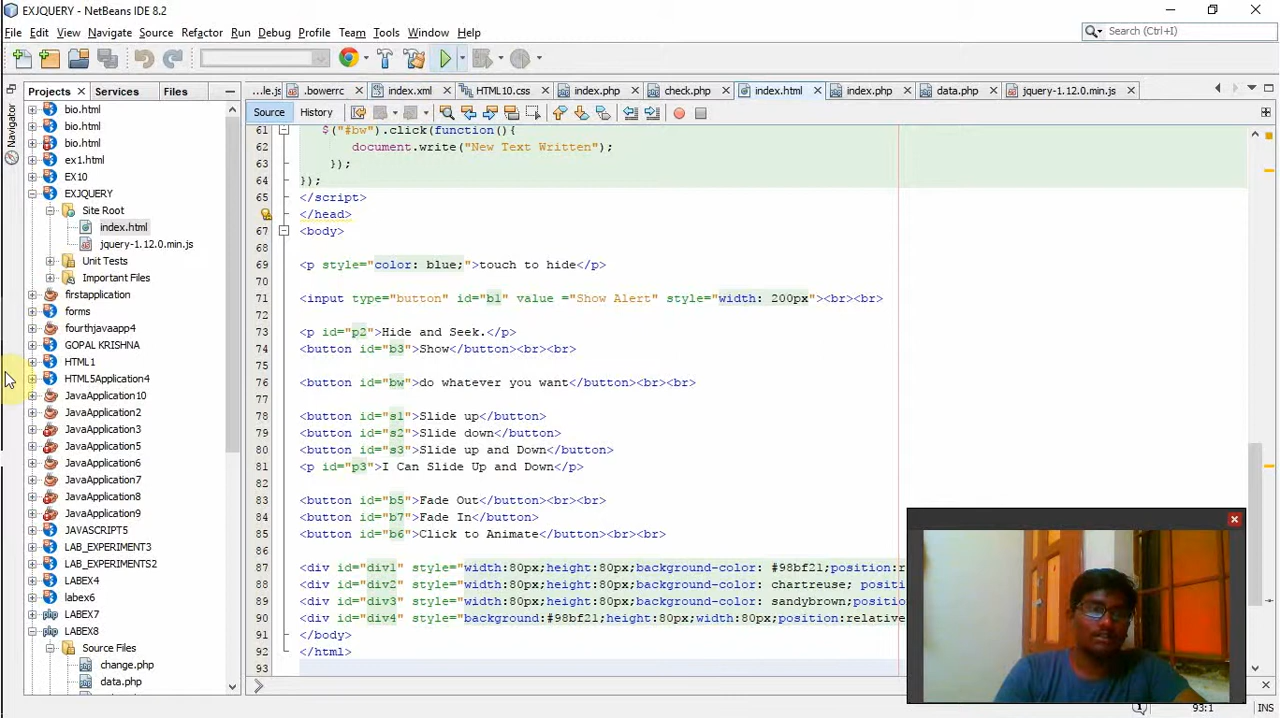 EXJQUERY - NetBeans IDE 8.2
File Edit View Navigate Source Refactor Run Debug Profile Team Tools Window Help
Search (Ctrl+I)
Projects Services Files
...le.js .bowerrc index.xml HTML10.css index.php check.php index.html index.php data.php jquery-1.12.0.min.js
Source History
Navigator
bio.html
bio.html
bio.html
ex1.html
EX10
EXJQUERY
Site Root
index.html
jquery-1.12.0.min.js
Unit Tests
Important Files
firstapplication
forms
fourthjavaapp4
GOPAL KRISHNA
HTML1
HTML5Application4
JavaApplication10
JavaApplication2
JavaApplication3
JavaApplication5
JavaApplication6
JavaApplication7
JavaApplication8
JavaApplication9
JAVASCRIPT5
LAB_EXPERIMENT3
LAB_EXPERIMENTS2
LABEX4
labex6
LABEX7
LABEX8
Source Files
change.php
data.php
61 $("#bw").click(function(){
62 document.write("New Text Written");
63 });
64 });
65 </script>
66 </head>
67 <body>
68
69 <p style="color: blue;">touch to hide</p>
70
71 <input type="button" id="b1" value ="Show Alert" style="width: 200px"><br><br>
72
73 <p id="p2">Hide and Seek.</p>
74 <button id="b3">Show</button><br><br>
75
76 <button id="bw">do whatever you want</button><br><br>
77
78 <button id="s1">Slide up</button>
79 <button id="s2">Slide down</button>
80 <button id="s3">Slide up and Down</button>
81 <p id="p3">I Can Slide Up and Down</p>
82
83 <button id="b5">Fade Out</button><br><br>
84 <button id="b7">Fade In</button>
85 <button id="b6">Click to Animate</button><br><br>
86
87 <div id="div1" style="width:80px;height:80px;background-color: #98bf21;position:r
88 <div id="div2" style="width:80px;height:80px;background-color: chartreuse; positi
89 <div id="div3" style="width:80px;height:80px;background-color: sandybrown;positio
90 <div id="div4" style="background:#98bf21;height:80px;width:80px;position:relative
91 </body>
92 </html>
93
93:1 INS